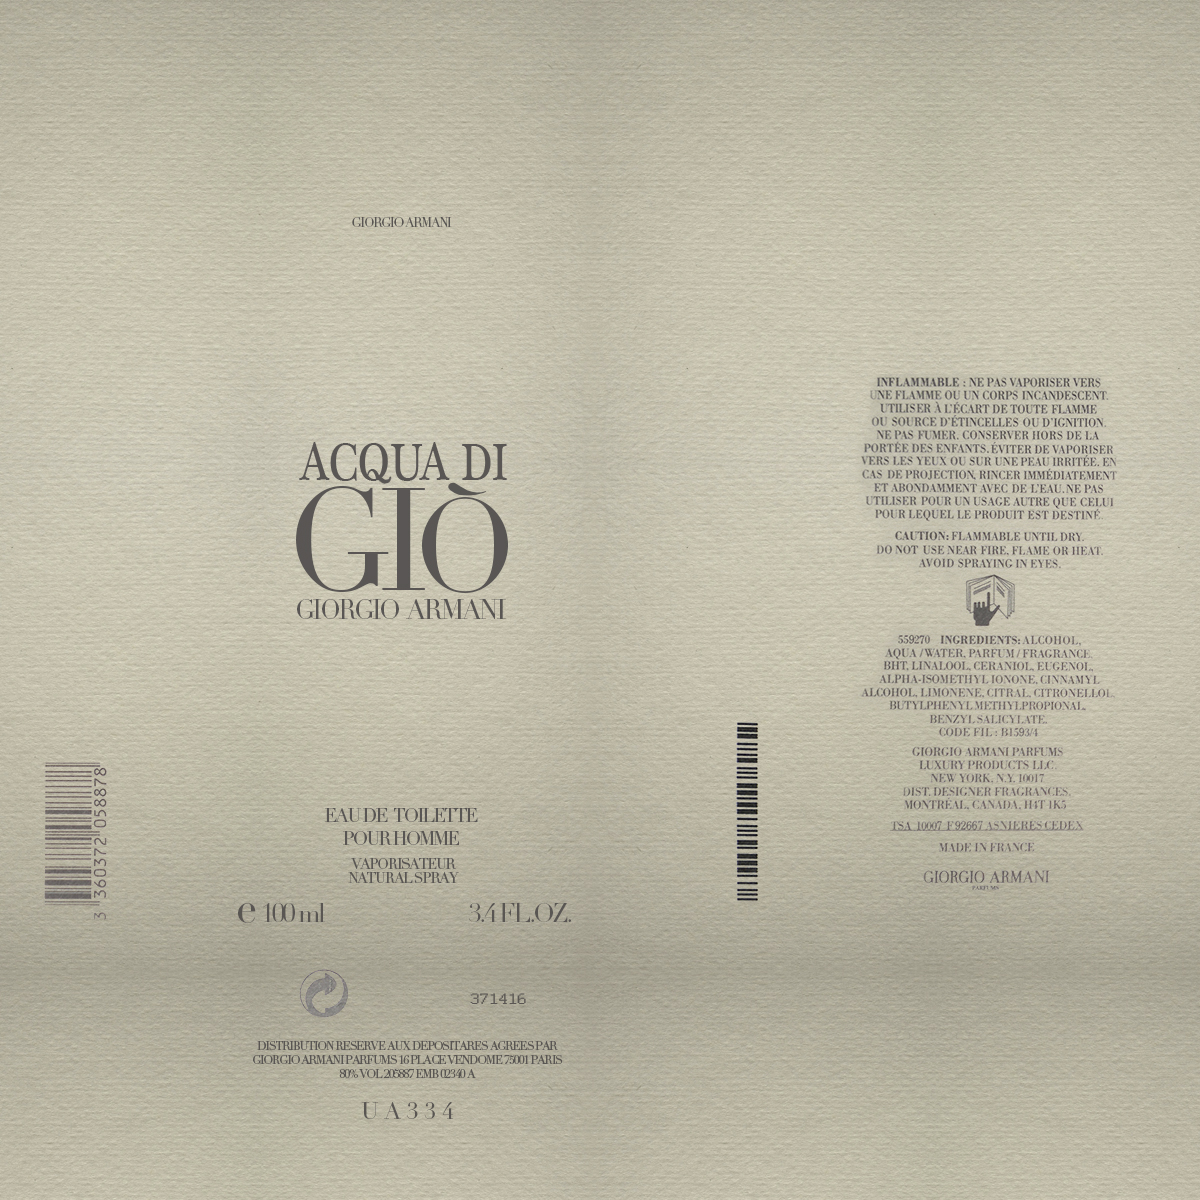 GIORGIO ARMANI
ACQUA DI
GIÒ
GIORGIO ARMANI
EAU DE TOILETTE
POUR HOMME
VAPORISATEUR
NATURAL SPRAY
e 100 ml
3.4 FL.OZ.
3 360372 058878
371416
DISTRIBUTION RESERVE AUX DEPOSITARES AGREES PAR
GIORGIO ARMANI PARFUMS 16 PLACE VENDOME 75001 PARIS
80% VOL 205887 EMB 02340 A
UA334
INFLAMMABLE : NE PAS VAPORISER VERS
UNE FLAMME OU UN CORPS INCANDESCENT.
UTILISER À L'ÉCART DE TOUTE FLAMME
OU SOURCE D'ÉTINCELLES OU D'IGNITION.
NE PAS FUMER. CONSERVER HORS DE LA
PORTÉE DES ENFANTS. ÉVITER DE VAPORISER
VERS LES YEUX OU SUR UNE PEAU IRRITÉE. EN
CAS DE PROJECTION, RINCER IMMÉDIATEMENT
ET ABONDAMMENT AVEC DE L'EAU. NE PAS
UTILISER POUR UN USAGE AUTRE QUE CELUI
POUR LEQUEL LE PRODUIT EST DESTINÉ.
CAUTION: FLAMMABLE UNTIL DRY.
DO NOT USE NEAR FIRE, FLAME OR HEAT.
AVOID SPRAYING IN EYES.
559270 INGREDIENTS: ALCOHOL,
AQUA / WATER, PARFUM / FRAGRANCE,
BHT, LINALOOL, CERANIOL, EUGENOL,
ALPHA-ISOMETHYL IONONE, CINNAMYL
ALCOHOL, LIMONENE, CITRAL, CITRONELLOL,
BUTYLPHENYL METHYLPROPIONAL,
BENZYL SALICYLATE.
CODE FIL : B1593/4
GIORGIO ARMANI PARFUMS
LUXURY PRODUCTS LLC.
NEW YORK, N.Y. 10017
DIST. DESIGNER FRAGRANCES,
MONTRÉAL, CANADA, H4T 1K5
TSA 10007 F 92667 ASNIERES CEDEX
MADE IN FRANCE
GIORGIO ARMANI
PARFUMS